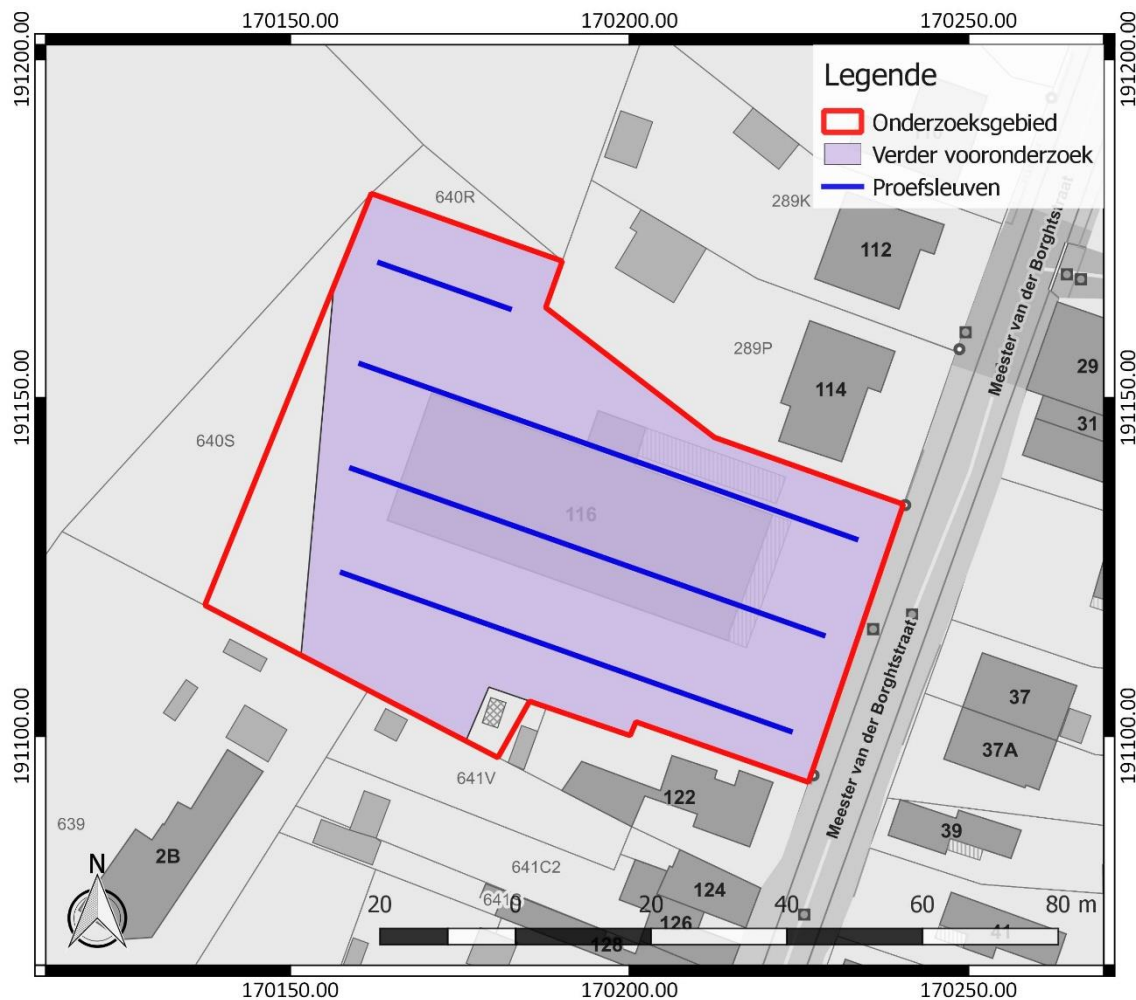 170150.00 170200.00 170250.00
191200.00
191200.00
Legende
Onderzoeksgebied
Verder vooronderzoek
Proefsleuven
640R
289K
112
Meester van der Borghtstraat
289P
29
191150.00
191150.00
114
31
640S
116
37
Meester van der Borghtstraat
37A
191100.00
191100.00
641V
122
639
39
2B
641C2
N
124
20 0 20 40 60 80 m
126
41
128
170150.00 170200.00 170250.00